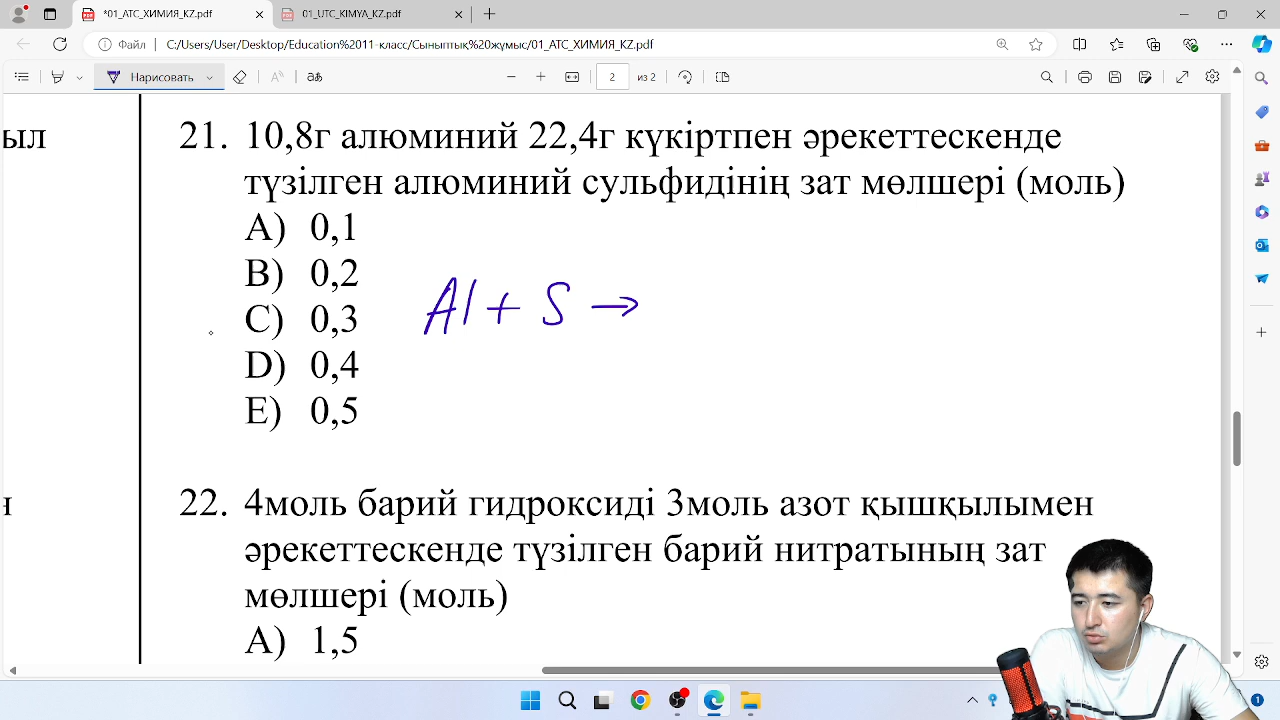 *01_АТС_ХИМИЯ_KZ.pdf
01_UTC_KIMYA_KZ.pdf
Файл
C:/Users/User/Desktop/Education%2011-класс/Сыныптық%20жұмыс/01_АТС_ХИМИЯ_KZ.pdf
Нарисовать
2
из 2
ыл
21. 10,8г алюминий 22,4г күкіртпен әрекеттескенде
түзілген алюминий сульфидінің зат мөлшері (моль)
A) 0,1
B) 0,2
C) 0,3
D) 0,4
E) 0,5
Al + S →
22. 4моль барий гидроксиді 3моль азот қышқылымен
әрекеттескенде түзілген барий нитратының зат
мөлшері (моль)
A) 1,5